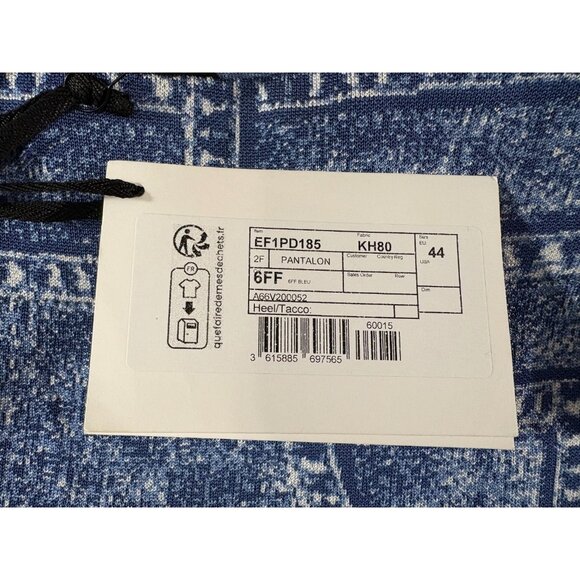 quefairedemesdechets.fr
FR
Item
EF1PD185
Fabric
KH80
Size
EU
44
USA
2F PANTALON
Customer Country Reg
6FF 6FF BLEU
Sales Order Row
A66V200052
Dim
Heel/Tacco:
60015
3 615885 697565